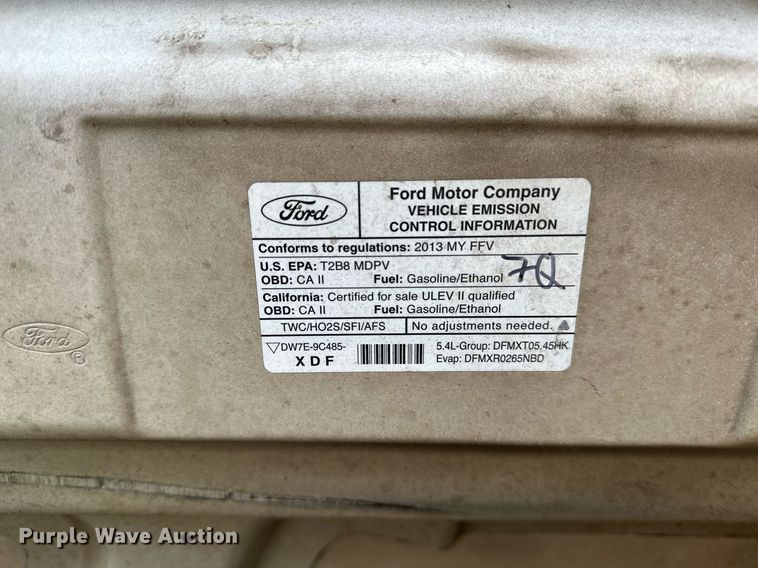 Ford
Ford Motor Company
VEHICLE EMISSION
CONTROL INFORMATION
Conforms to regulations: 2013 MY FFV
U.S. EPA: T2B8 MDPV
OBD: CA II Fuel: Gasoline/Ethanol
7Q
California: Certified for sale ULEV II qualified
OBD: CA II Fuel: Gasoline/Ethanol
TWC/HO2S/SFI/AFS No adjustments needed.
DW7E-9C485-
XDF
5.4L-Group: DFMXT05.45HK
Evap: DFMXR0265NBD
Ford
Purple Wave Auction